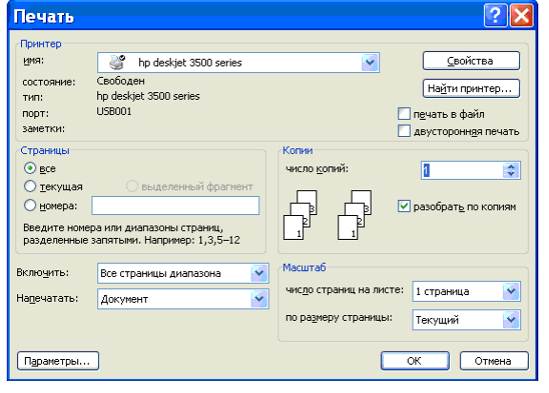 Печать
Принтер
имя: hp deskjet 3500 series Свойства
состояние: Свободен
тип: hp deskjet 3500 series Найти принтер...
порт: USB001 печать в файл
заметки: двусторонняя печать
Страницы
все
текущая выделенный фрагмент
номера:
Введите номера или диапазоны страниц,
разделенные запятыми. Например: 1,3,5–12
Копии
число копий: 1
1 2 3 1 2 3
разобрать по копиям
Включить: Все страницы диапазона
Напечатать: Документ
Масштаб
число страниц на листе: 1 страница
по размеру страницы: Текущий
Параметры... ОК Отмена